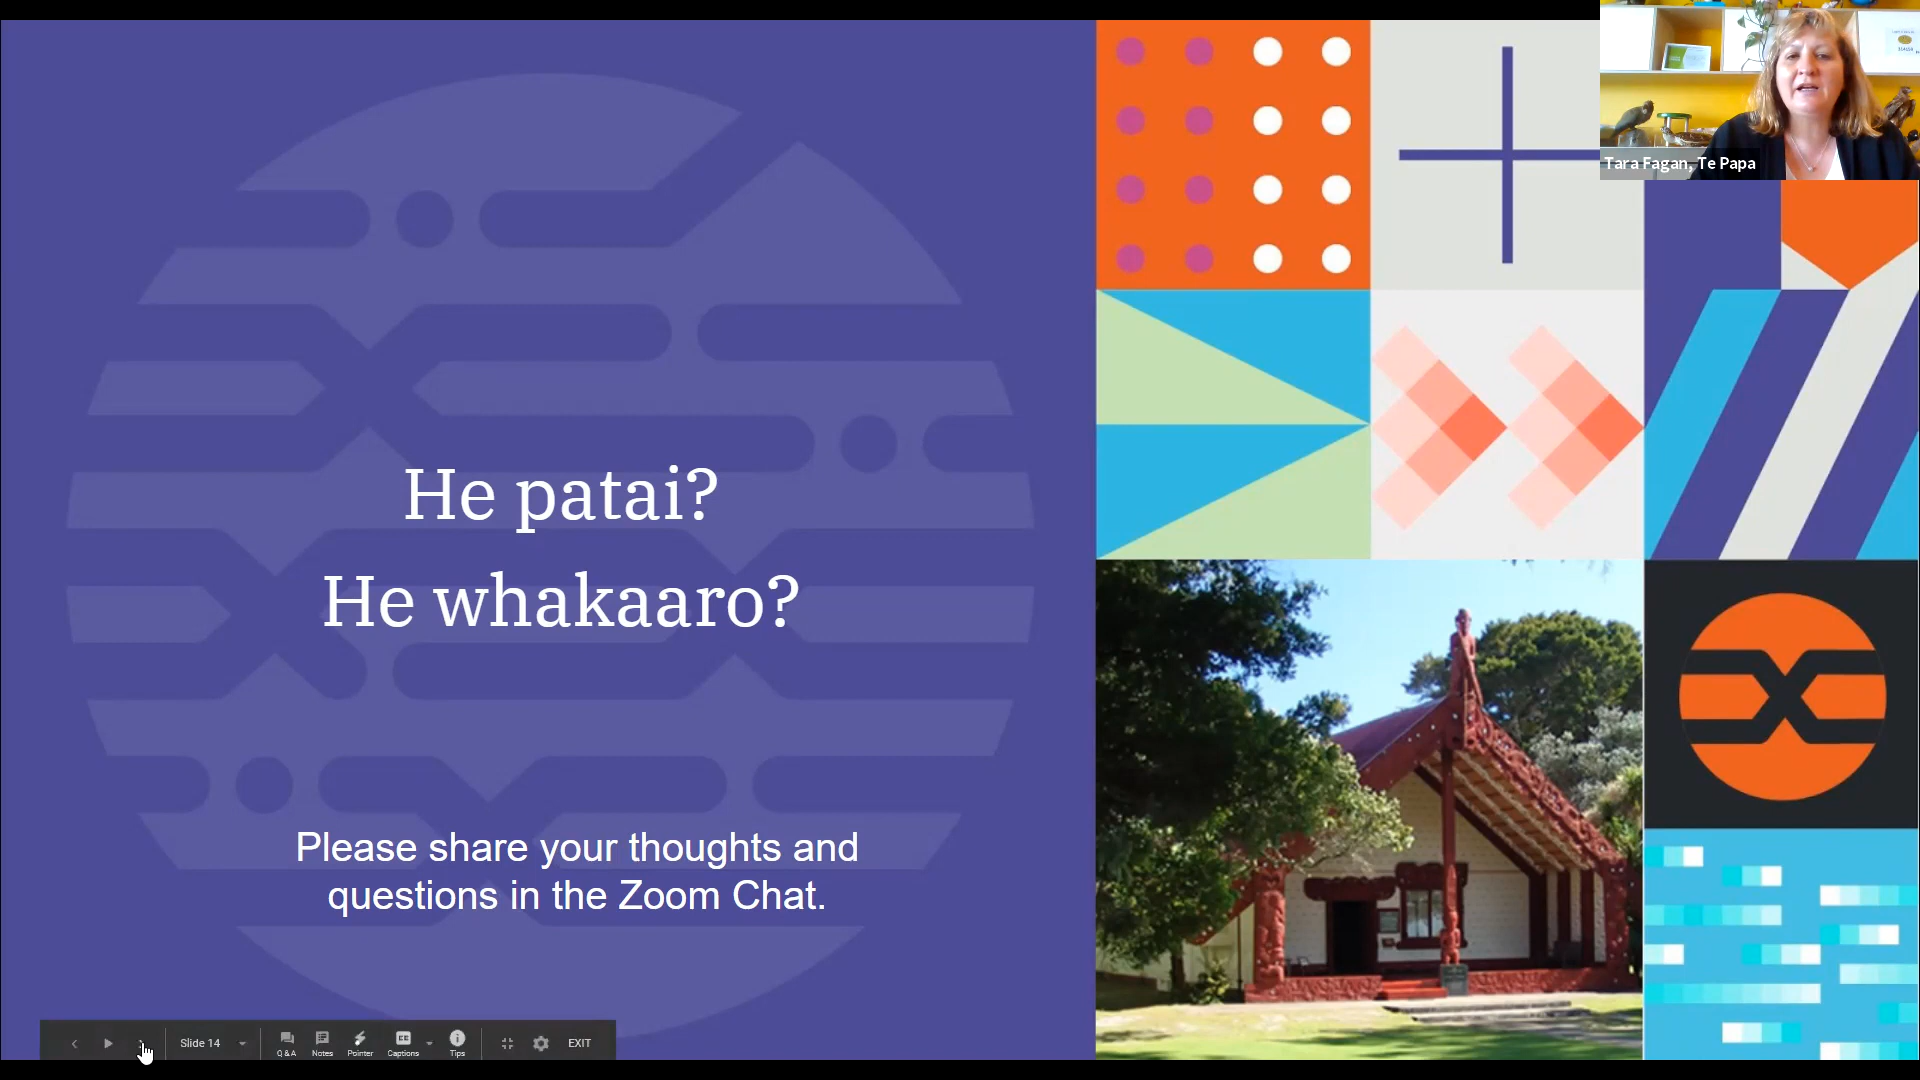 He patai?
He whakaaro?
Please share your thoughts and
questions in the Zoom Chat.
Tara Fagan, Te Papa
Slide 14
Q & A
Notes
Pointer
Captions
Tips
EXIT